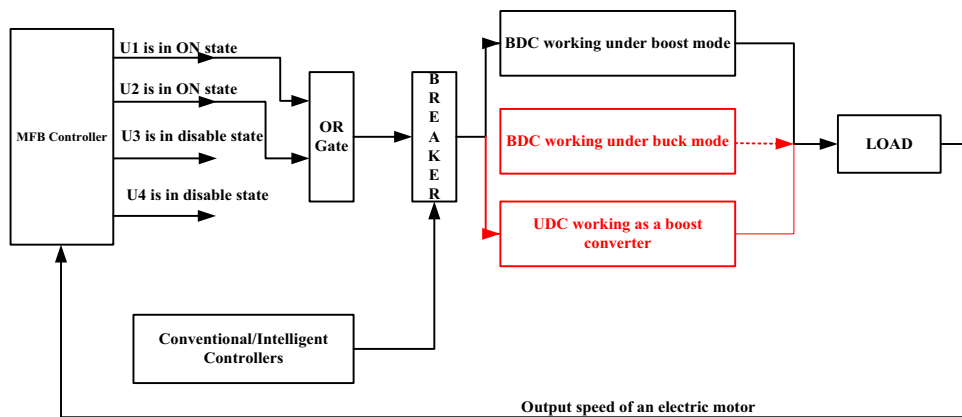 U1 is in ON state
U2 is in ON state
MFB Controller
U3 is in disable state
U4 is in disable state
OR
Gate
B
R
E
A
K
E
R
BDC working under boost mode
BDC working under buck mode
UDC working as a boost
converter
LOAD
Conventional/Intelligent
Controllers
Output speed of an electric motor